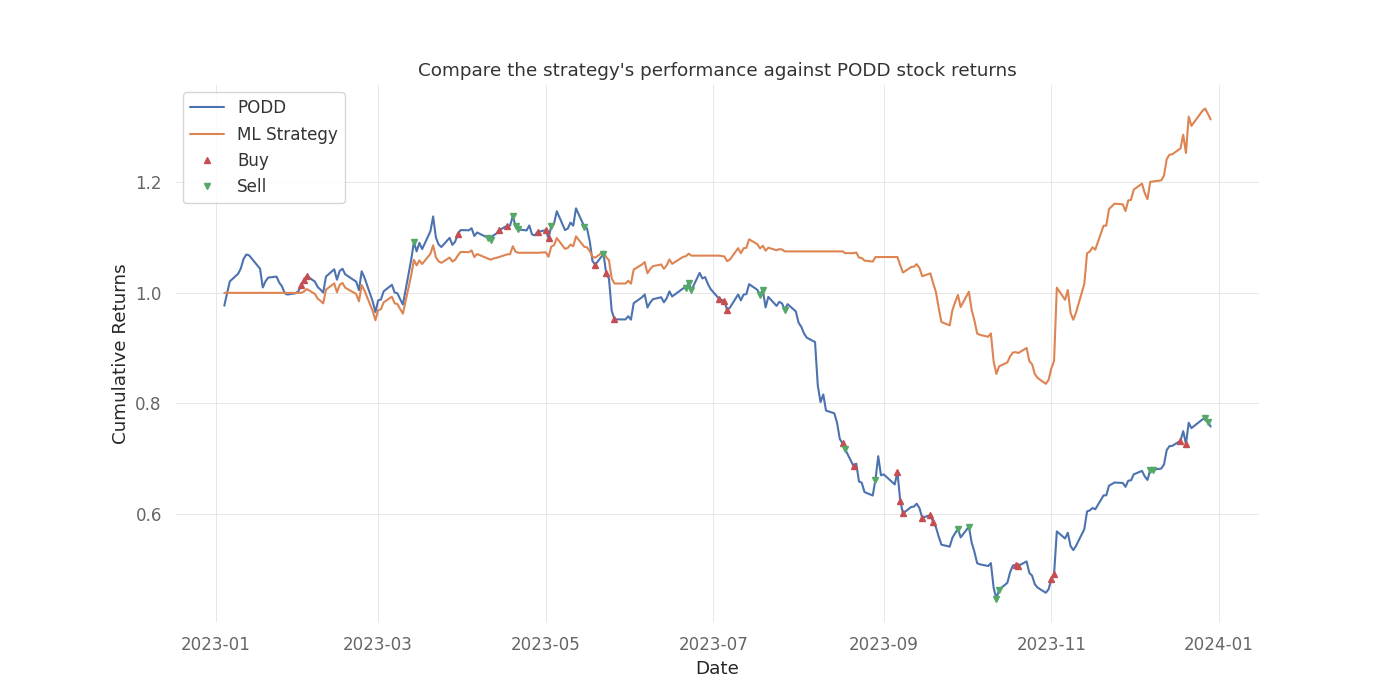 Compare the strategy's performance against PODD stock returns
PODD
ML Strategy
Buy
Sell
Cumulative Returns
1.2
1.0
0.8
0.6
2023-01
2023-03
2023-05
2023-07
2023-09
2023-11
2024-01
Date